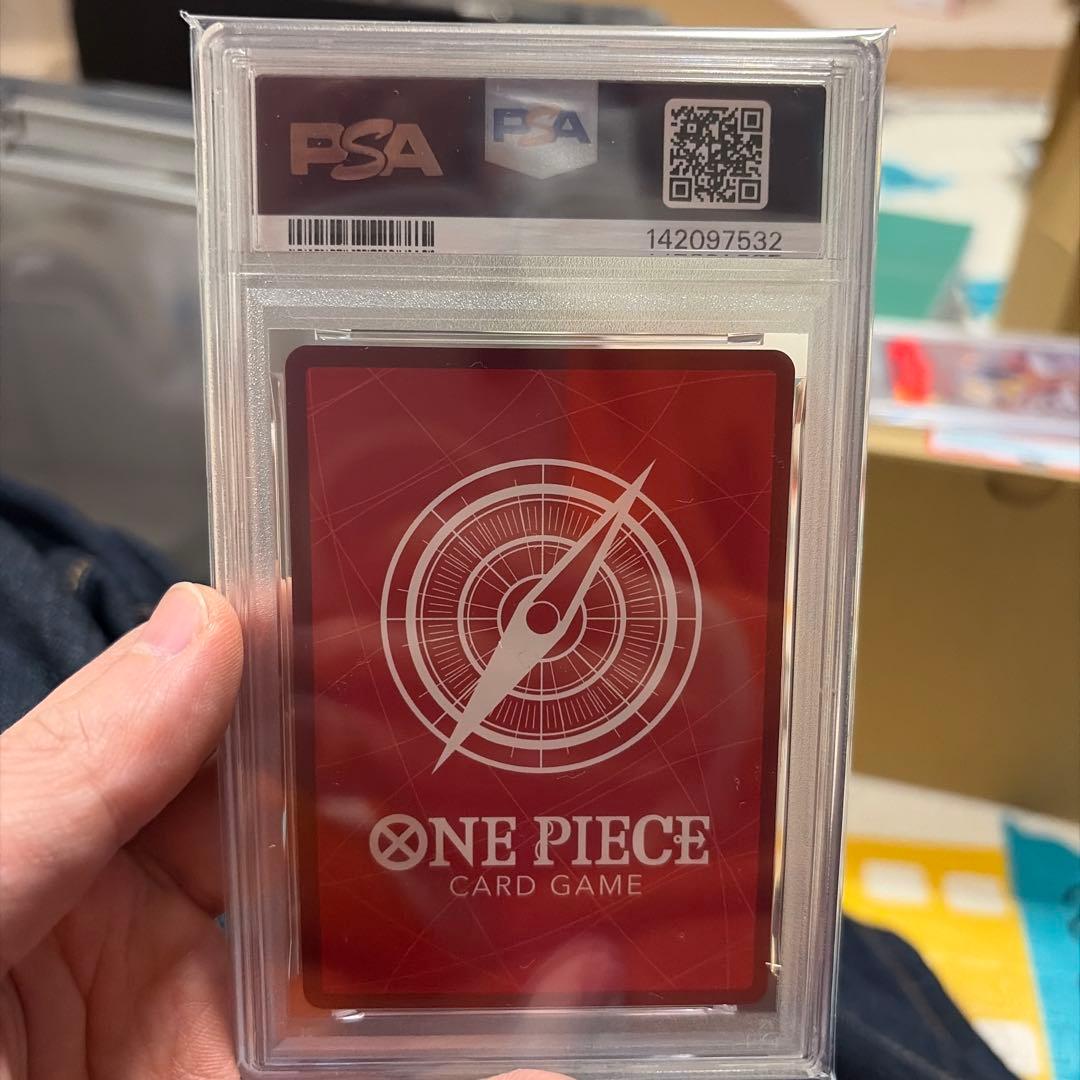 PSA PSA
142097532
ONE PIECE
CARD GAME